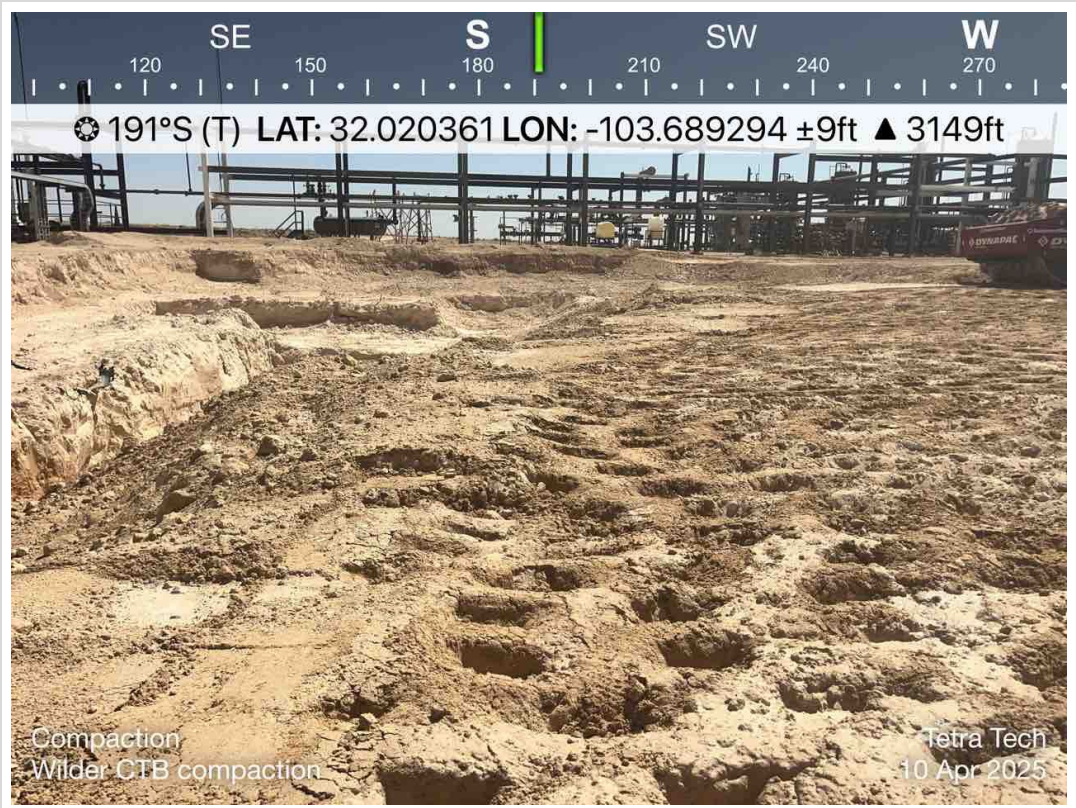 SE S SW W
120 150 180 210 240 270
191°S (T) LAT: 32.020361 LON: -103.689294 ±9ft ▲ 3149ft
DYNAPAC
Compaction
Wilder CTB compaction
Tetra Tech
10 Apr 2025